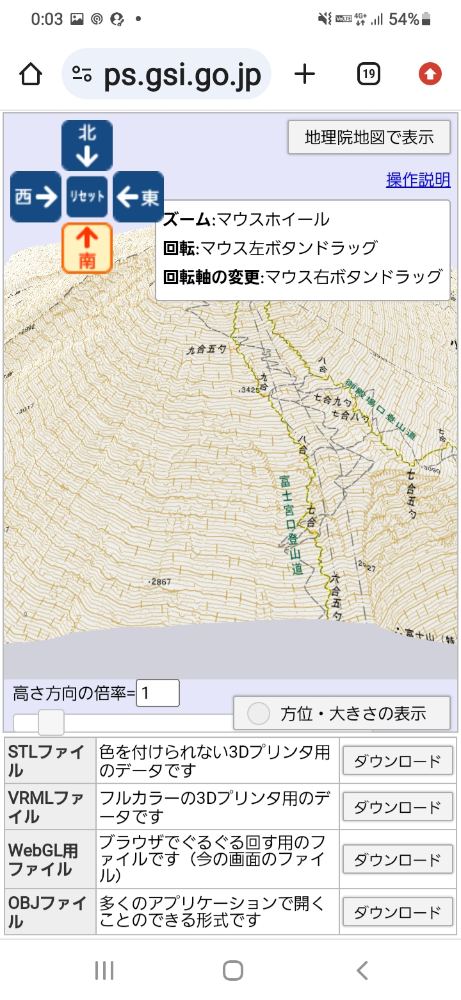 0:03
VoLTE 4G+ 54%
ps.gsi.go.jp
19
北
地理院地図で表示
西
リセット
東
操作説明
南
ズーム:マウスホイール
回転:マウス左ボタンドラッグ
回転軸の変更:マウス右ボタンドラッグ
・2992
九合五勺
八合
九合
・3425
御殿場口登山道
七合九勺
七合八勺
・3017
七合
八合
・3090
七合五勺
富士宮口登山道
七合
・2867
六合五勺
富士山(特
高さ方向の倍率=1
方位・大きさの表示
STLファイ
ル
色を付けられない3Dプリンタ用
のデータです
ダウンロード
VRMLファ
イル
フルカラーの3Dプリンタ用のデ
ータです
ダウンロード
WebGL用
ファイル
ブラウザでぐるぐる回す用のフ
ァイルです（今の画面のファイ
ル）
ダウンロード
OBJファイ
ル
多くのアプリケーションで開く
ことのできる形式です
ダウンロード